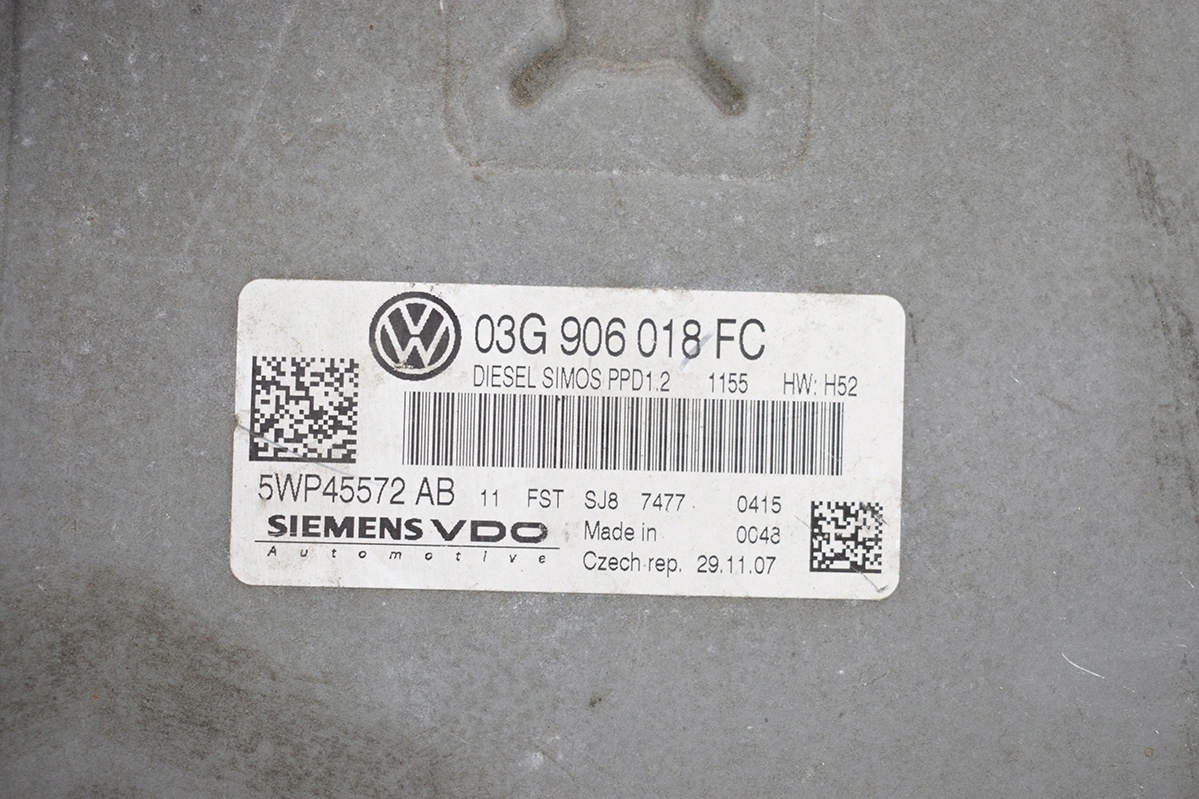 03G 906 018 FC
DIESEL SIMOS PPD1.2 1155 HW: H52
5WP45572 AB 11 FST SJ8 7477 0415
SIEMENS VDO Made in 0048
Automotive Czech rep. 29.11.07